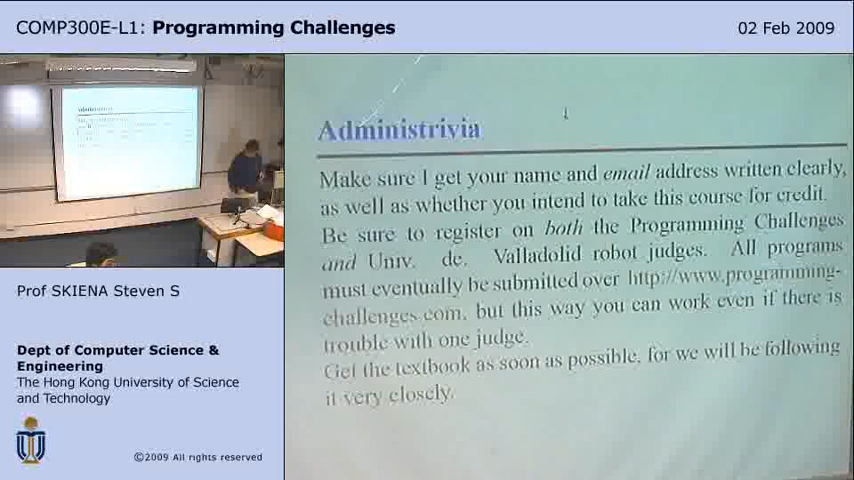 COMP300E-L1: Programming Challenges
02 Feb 2009
Administrivia
Make sure I get your name and email address written clearly,
as well as whether you intend to take this course for credit.
Be sure to register on both the Programming Challenges
and Univ. de. Valladolid robot judges. All programs
must eventually be submitted over http://www.programming-
challenges.com, but this way you can work even if there is
trouble with one judge.
Get the textbook as soon as possible, for we will be following
it very closely.
Prof SKIENA Steven S
Dept of Computer Science &
Engineering
The Hong Kong University of Science
and Technology
©2009 All rights reserved